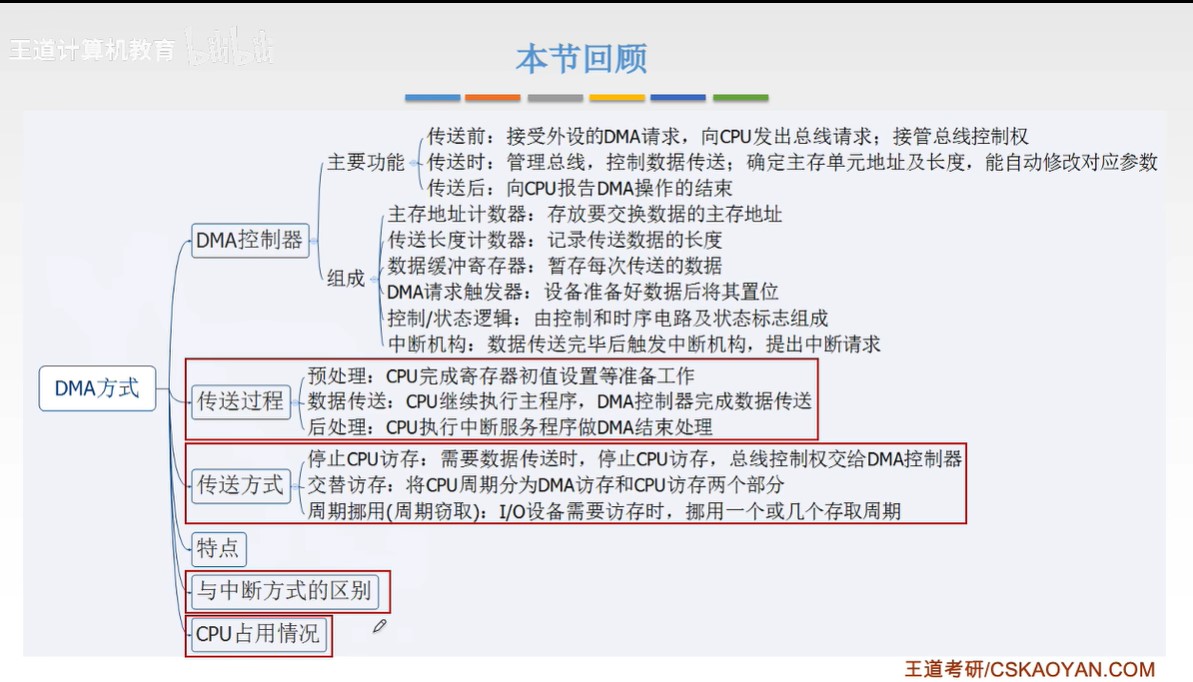 王道计算机教育 bilibili
本节回顾
DMA方式
DMA控制器
主要功能
传送前：接受外设的DMA请求，向CPU发出总线请求；接管总线控制权
传送时：管理总线，控制数据传送；确定主存单元地址及长度，能自动修改对应参数
传送后：向CPU报告DMA操作的结束
组成
主存地址计数器：存放要交换数据的主存地址
传送长度计数器：记录传送数据的长度
数据缓冲寄存器：暂存每次传送的数据
DMA请求触发器：设备准备好数据后将其置位
控制/状态逻辑：由控制和时序电路及状态标志组成
中断机构：数据传送完毕后触发中断机构，提出中断请求
传送过程
预处理：CPU完成寄存器初值设置等准备工作
数据传送：CPU继续执行主程序，DMA控制器完成数据传送
后处理：CPU执行中断服务程序做DMA结束处理
传送方式
停止CPU访存：需要数据传送时，停止CPU访存，总线控制权交给DMA控制器
交替访存：将CPU周期分为DMA访存和CPU访存两个部分
周期挪用(周期窃取)：I/O设备需要访存时，挪用一个或几个存取周期
特点
与中断方式的区别
CPU占用情况
王道考研/CSKAOYAN.COM